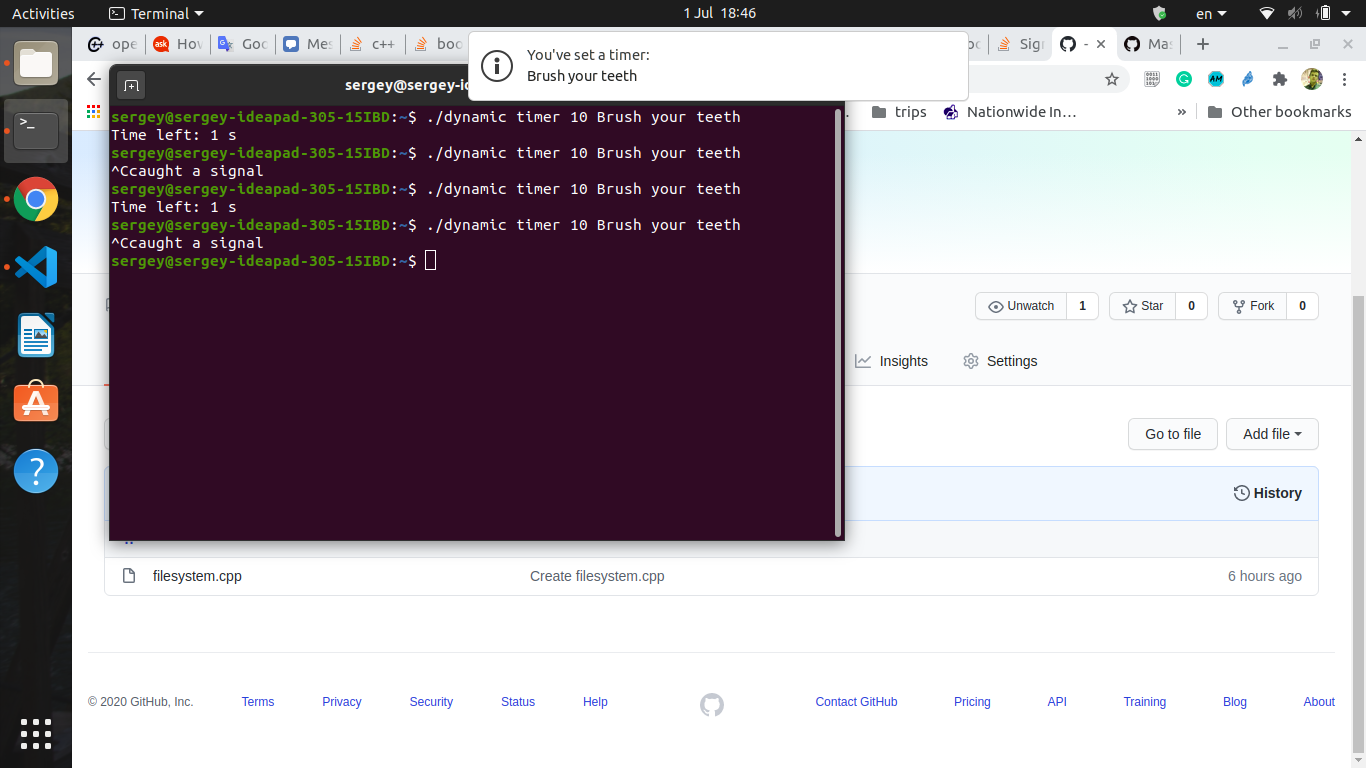 Activities
Terminal
1 Jul 18:46
en
ope
How
Goo
Mes
c++
boo
Sig
-
Mas
You've set a timer:
Brush your teeth
sergey@sergey-id
trips
Nationwide In…
»
Other bookmarks
sergey@sergey-ideapad-305-15IBD:~$ ./dynamic timer 10 Brush your teeth
Time left: 1 s
sergey@sergey-ideapad-305-15IBD:~$ ./dynamic timer 10 Brush your teeth
^Ccaught a signal
sergey@sergey-ideapad-305-15IBD:~$ ./dynamic timer 10 Brush your teeth
Time left: 1 s
sergey@sergey-ideapad-305-15IBD:~$ ./dynamic timer 10 Brush your teeth
^Ccaught a signal
sergey@sergey-ideapad-305-15IBD:~$
Unwatch 1
Star 0
Fork 0
Insights
Settings
Go to file
Add file
History
..
filesystem.cpp
Create filesystem.cpp
6 hours ago
© 2020 GitHub, Inc.
Terms
Privacy
Security
Status
Help
Contact GitHub
Pricing
API
Training
Blog
About